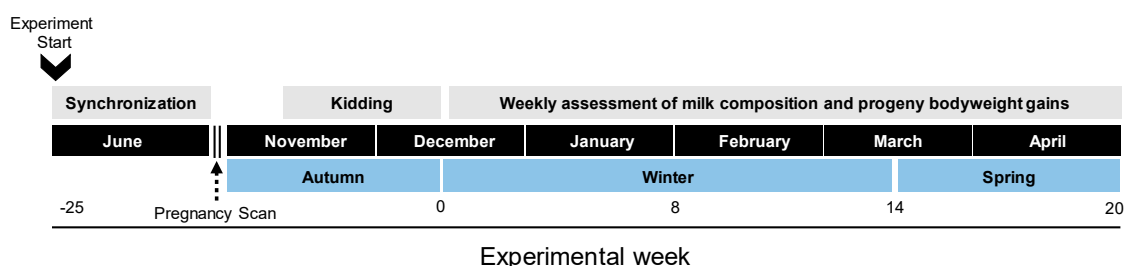 Experiment
Start
Synchronization Kidding Weekly assessment of milk composition and progeny bodyweight gains
June November December January February March April
Autumn Winter Spring
-25 Pregnancy Scan 0 8 14 20
Experimental week